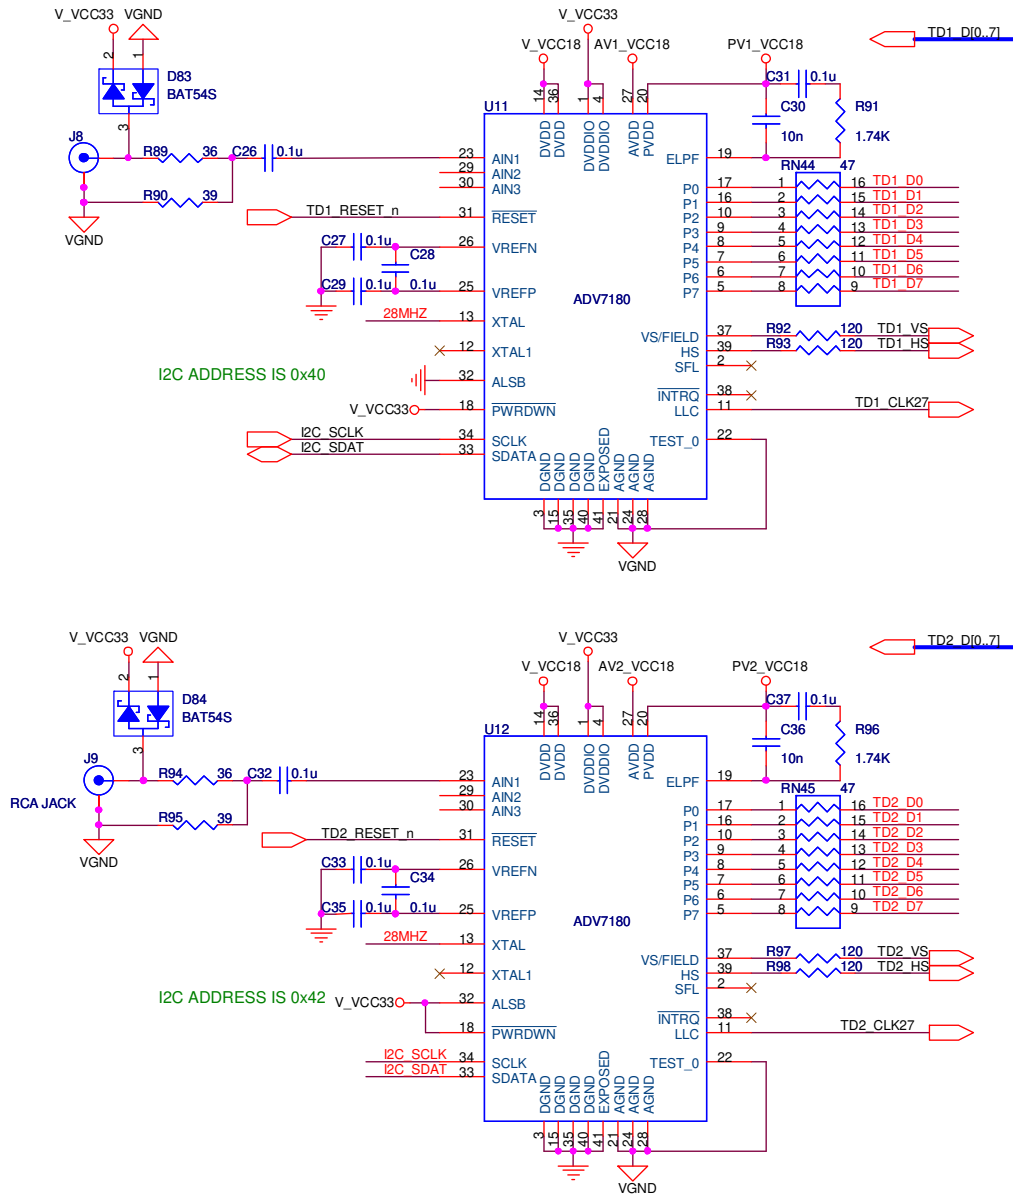 V_VCC33 VGND V_VCC33
V_VCC18 AV1_VCC18 PV1_VCC18 TD1_D[0..7]
2 1
D83
BAT54S
3
J8
R89 36 C26 0.1u
R90 39
VGND
U11
14 36 1 4 27 20
DVDD DVDD DVDDIO DVDDIO AVDD PVDD
C31 0.1u
C30
10n
R91
1.74K
23 AIN1 ELPF 19
29 AIN2
30 AIN3
RN44 47
P0 17 1 16 TD1_D0
P1 16 2 15 TD1_D1
P2 10 3 14 TD1_D2
P3 9 4 13 TD1_D3
P4 8 5 12 TD1_D4
P5 7 6 11 TD1_D5
P6 6 7 10 TD1_D6
P7 5 8 9 TD1_D7
TD1_RESET_n 31 RESET
C27 0.1u 26 VREFN
C28
0.1u
C29 0.1u 25 VREFP
ADV7180
28MHZ 13 XTAL
12 XTAL1
VS/FIELD 37 R92 120 TD1_VS
HS 39 R93 120 TD1_HS
SFL 2
I2C ADDRESS IS 0x40
32 ALSB
INTRQ 38
V_VCC33 18 PWRDWN
LLC 11 TD1_CLK27
I2C_SCLK 34 SCLK
I2C_SDAT 33 SDATA
TEST_0 22
DGND DGND DGND DGND EXPOSED AGND AGND AGND
3 15 35 40 41 21 24 28
VGND
V_VCC33 VGND V_VCC33
V_VCC18 AV2_VCC18 PV2_VCC18 TD2_D[0..7]
2 1
D84
BAT54S
3
J9
RCA JACK
R94 36 C32 0.1u
R95 39
VGND
U12
14 36 1 4 27 20
DVDD DVDD DVDDIO DVDDIO AVDD PVDD
C37 0.1u
C36
10n
R96
1.74K
23 AIN1 ELPF 19
29 AIN2
30 AIN3
RN45 47
P0 17 1 16 TD2_D0
P1 16 2 15 TD2_D1
P2 10 3 14 TD2_D2
P3 9 4 13 TD2_D3
P4 8 5 12 TD2_D4
P5 7 6 11 TD2_D5
P6 6 7 10 TD2_D6
P7 5 8 9 TD2_D7
TD2_RESET_n 31 RESET
C33 0.1u 26 VREFN
C34
0.1u
C35 0.1u 25 VREFP
ADV7180
28MHZ 13 XTAL
12 XTAL1
VS/FIELD 37 R97 120 TD2_VS
HS 39 R98 120 TD2_HS
SFL 2
I2C ADDRESS IS 0x42
V_VCC33 32 ALSB
INTRQ 38
18 PWRDWN
LLC 11 TD2_CLK27
I2C_SCLK 34 SCLK
I2C_SDAT 33 SDATA
TEST_0 22
DGND DGND DGND DGND EXPOSED AGND AGND AGND
3 15 35 40 41 21 24 28
VGND